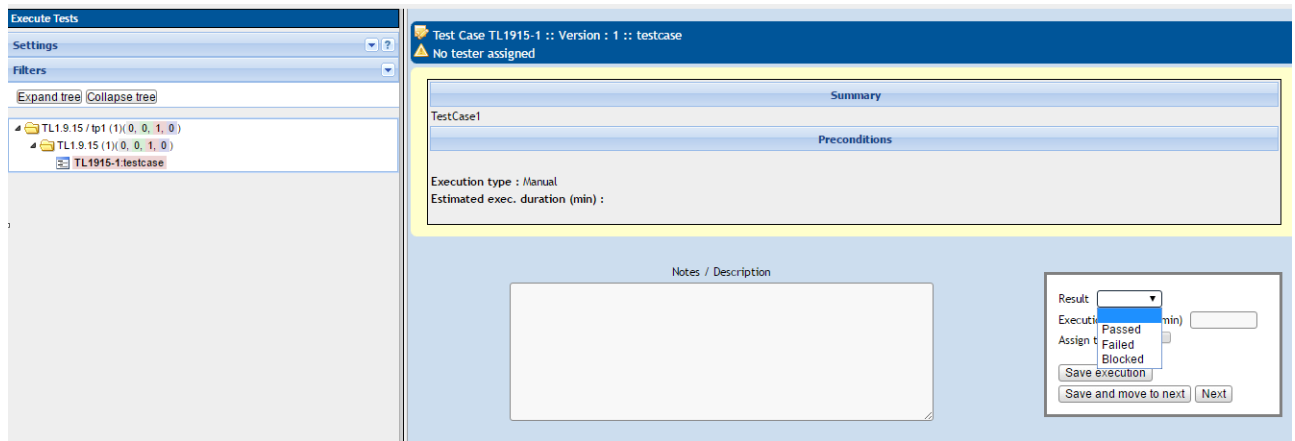 Execute Tests
Settings
?
Filters
Expand tree Collapse tree
TL1.9.15 / tp1 (1)( 0, 0, 1, 0 )
TL1.9.15 (1)( 0, 0, 1, 0 )
TL1915-1:testcase
Test Case TL1915-1 :: Version : 1 :: testcase
No tester assigned
Summary
TestCase1
Preconditions
Execution type : Manual
Estimated exec. duration (min) :
Notes / Description
Result
min)
Passed
Failed
Blocked
Save execution
Save and move to next Next